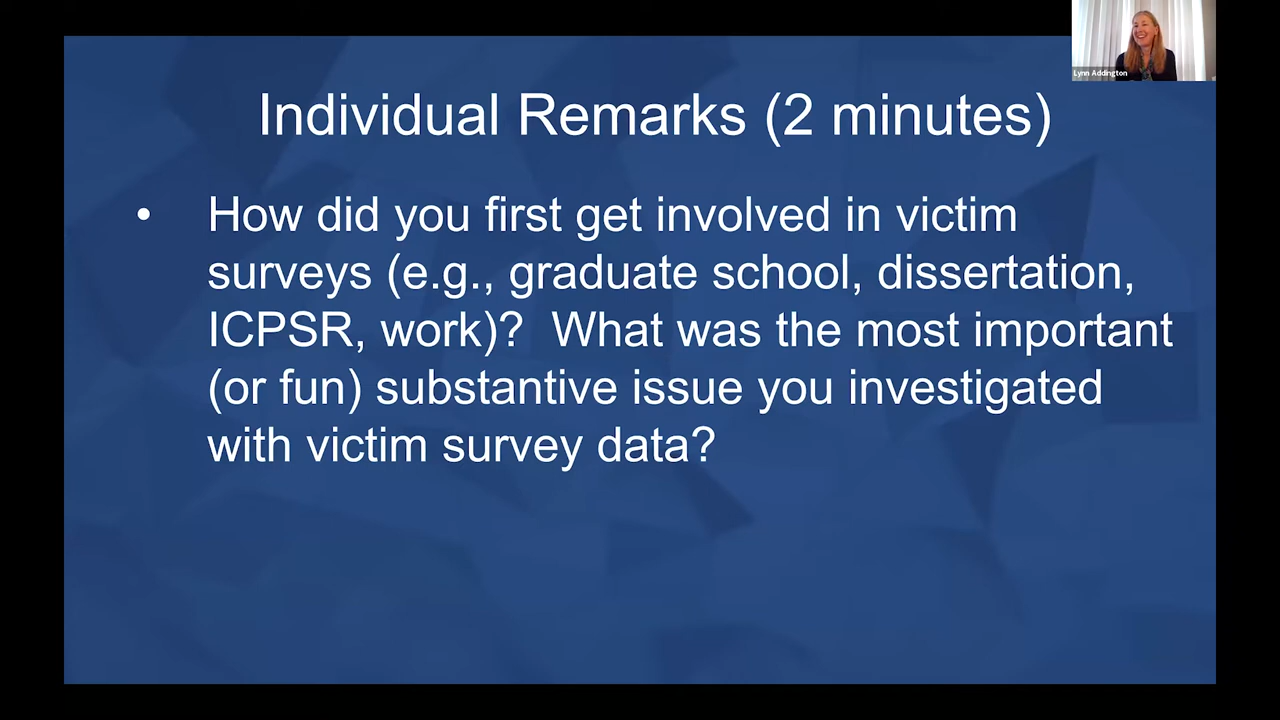 Lynn Addington
Individual Remarks (2 minutes)
• How did you first get involved in victim
surveys (e.g., graduate school, dissertation,
ICPSR, work)?  What was the most important
(or fun) substantive issue you investigated
with victim survey data?